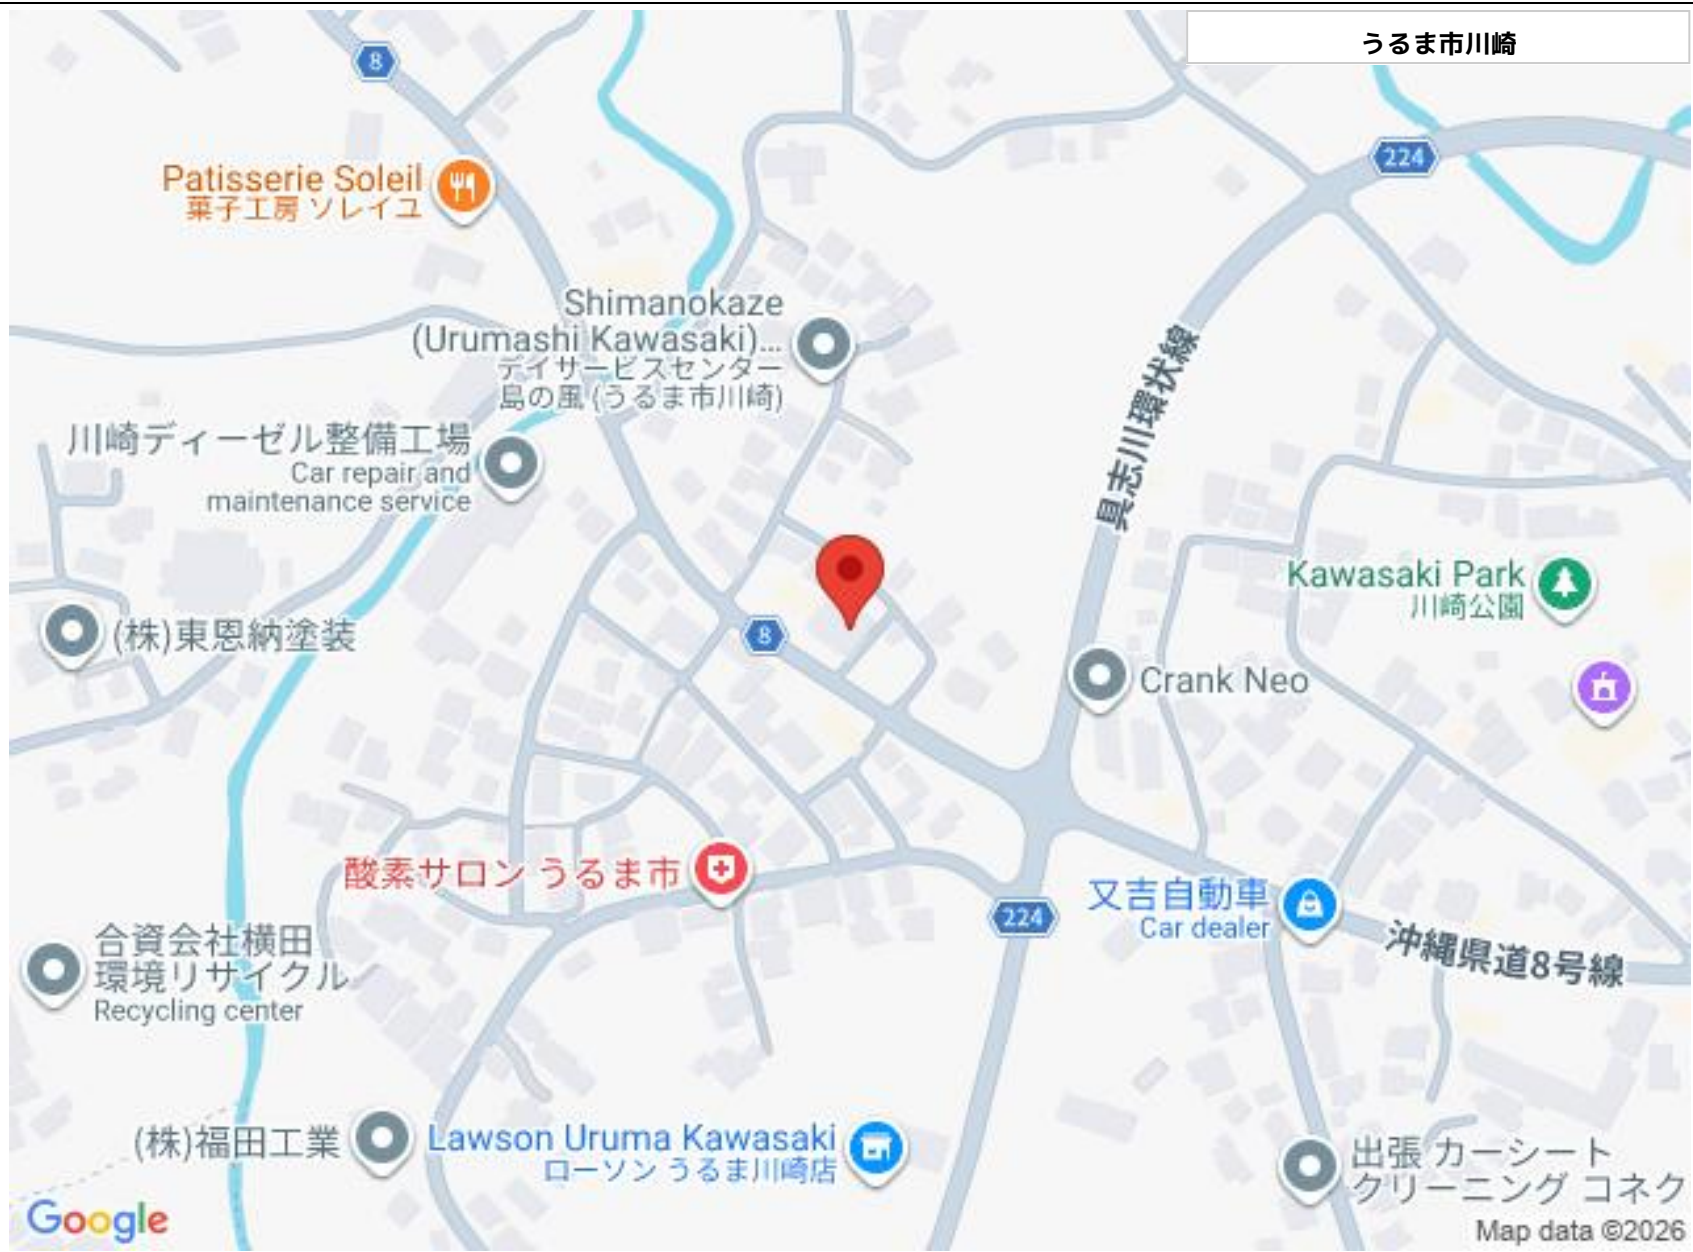 うるま市川崎
8
224
Patisserie Soleil
菓子工房 ソレイユ
Shimanokaze
(Urumashi Kawasaki)...
デイサービスセンター
島の風 (うるま市川崎)
具志川環状線
川崎ディーゼル整備工場
Car repair and
maintenance service
Kawasaki Park
川崎公園
(株)東恩納塗装
8
Crank Neo
酸素サロン うるま市
又吉自動車
Car dealer
224
沖縄県道8号線
合資会社横田
環境リサイクル
Recycling center
(株)福田工業
Lawson Uruma Kawasaki
ローソン うるま川崎店
出張 カーシート
クリーニング コネク
Google
Map data ©2026